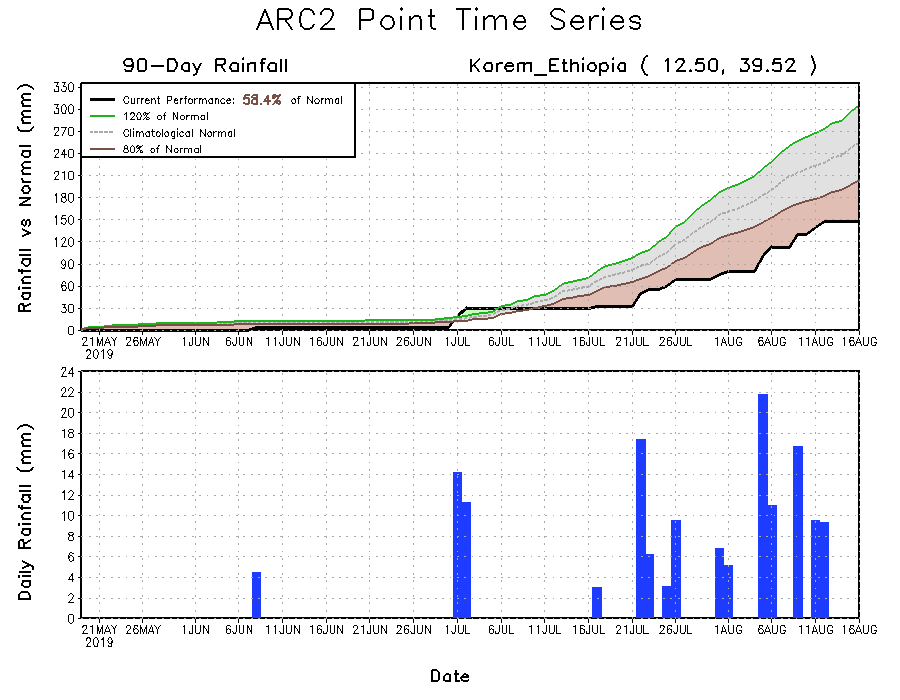 ARC2 Point Time Series
90-Day Rainfall
Korem_Ethiopia ( 12.50, 39.52 )
Rainfall vs Normal (mm)
330
300
270
240
210
180
150
120
90
60
30
0
Current Performance: 58.4% of Normal
120% of Normal
Climatological Normal
80% of Normal
21MAY 26MAY 1JUN 6JUN 11JUN 16JUN 21JUN 26JUN 1JUL 6JUL 11JUL 16JUL 21JUL 26JUL 1AUG 6AUG 11AUG 16AUG
2019
Daily Rainfall (mm)
24
22
20
18
16
14
12
10
8
6
4
2
0
21MAY 26MAY 1JUN 6JUN 11JUN 16JUN 21JUN 26JUN 1JUL 6JUL 11JUL 16JUL 21JUL 26JUL 1AUG 6AUG 11AUG 16AUG
2019
Date